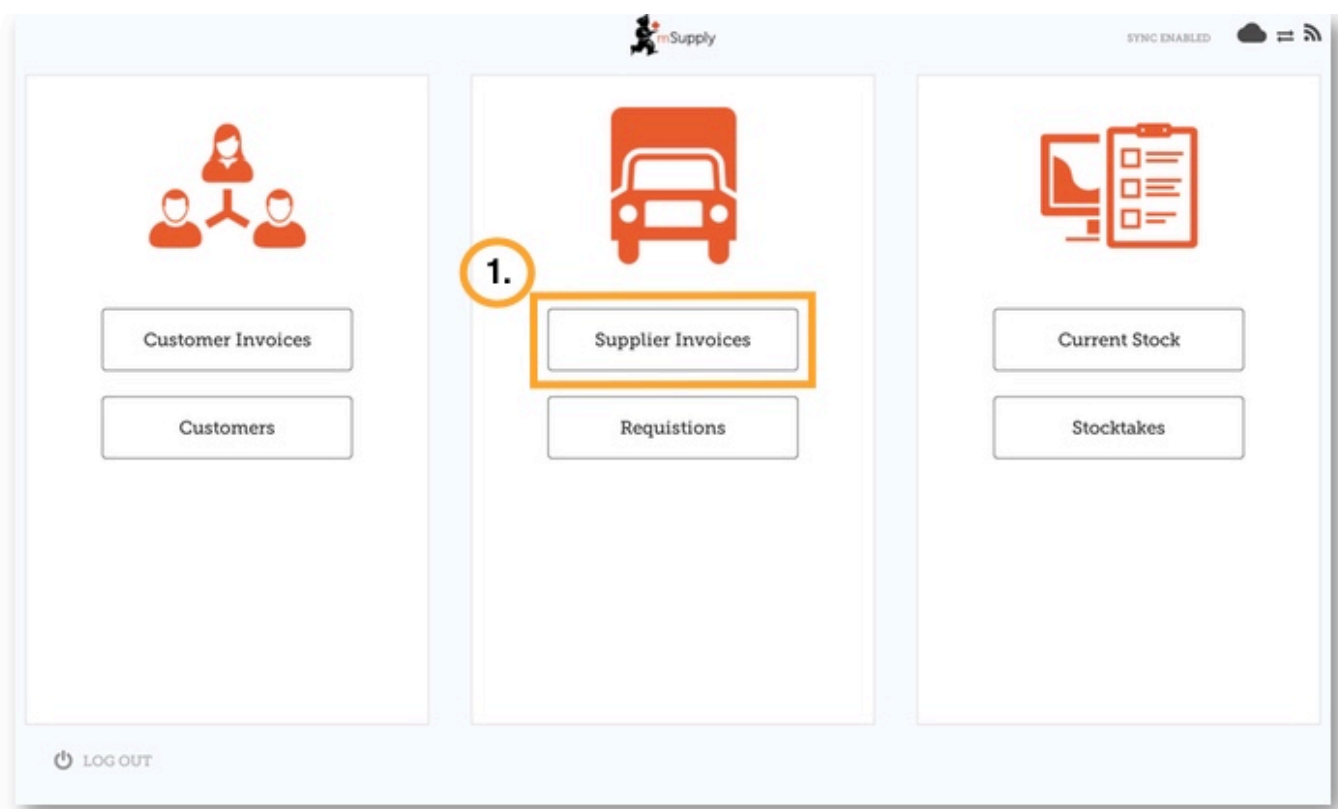 mSupply
SYNC ENABLED
1.
Customer Invoices
Supplier Invoices
Current Stock
Customers
Requistions
Stocktakes
LOG OUT